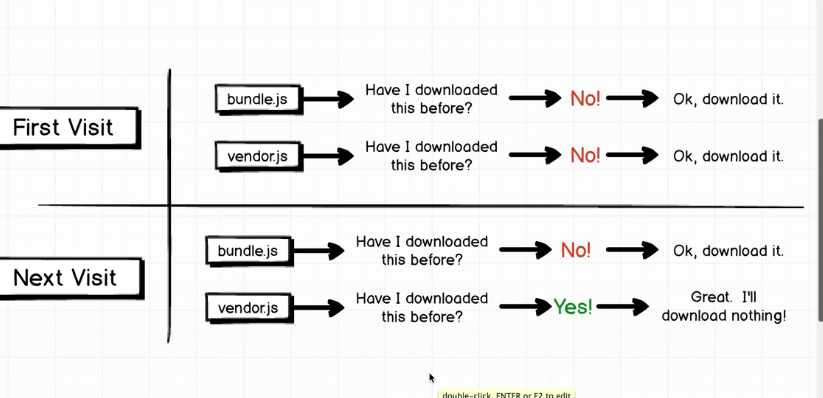 First Visit
bundle.js
Have I downloaded
this before?
No!
Ok, download it.
vendor.js
Have I downloaded
this before?
No!
Ok, download it.
Next Visit
bundle.js
Have I downloaded
this before?
No!
Ok, download it.
vendor.js
Have I downloaded
this before?
Yes!
Great. I'll
download nothing!
double-click, ENTER or F2 to edit